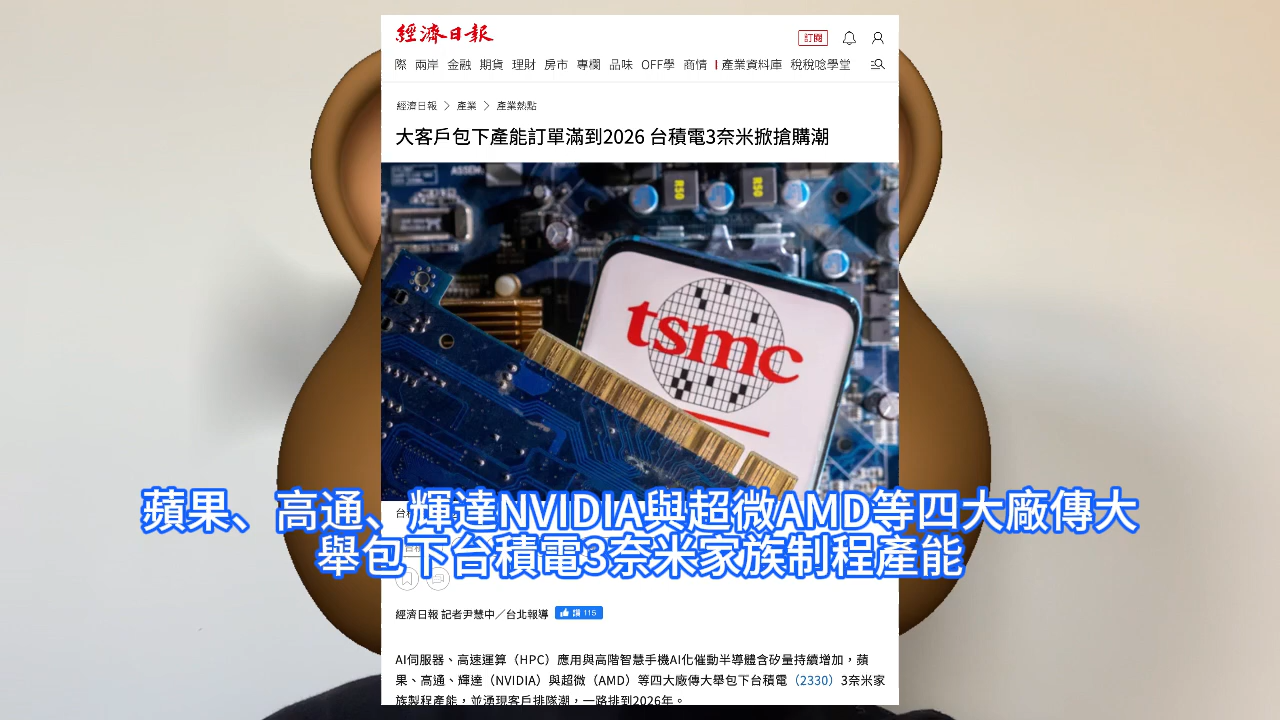 經濟日報
訂閱
際 兩岸 金融 期貨 理財 房市 專欄 品味 OFF學 商情 產業資料庫 稅稅唸學堂
經濟日報 > 產業 > 產業熱點
大客戶包下產能訂單滿到2026 台積電3奈米掀搶購潮
ASSEM
R50 R50
tsmc
蘋果、高通、輝達NVIDIA與超微AMD等四大廠傳大
舉包下台積電3奈米家族制程產能
經濟日報 記者尹慧中／台北報導 讚 115
AI伺服器、高速運算（HPC）應用與高階智慧手機AI化催動半導體含矽量持續增加，蘋
果、高通、輝達（NVIDIA）與超微（AMD）等四大廠傳大舉包下台積電（2330）3奈米家
族製程產能，並湧現客戶排隊潮，一路排到2026年。